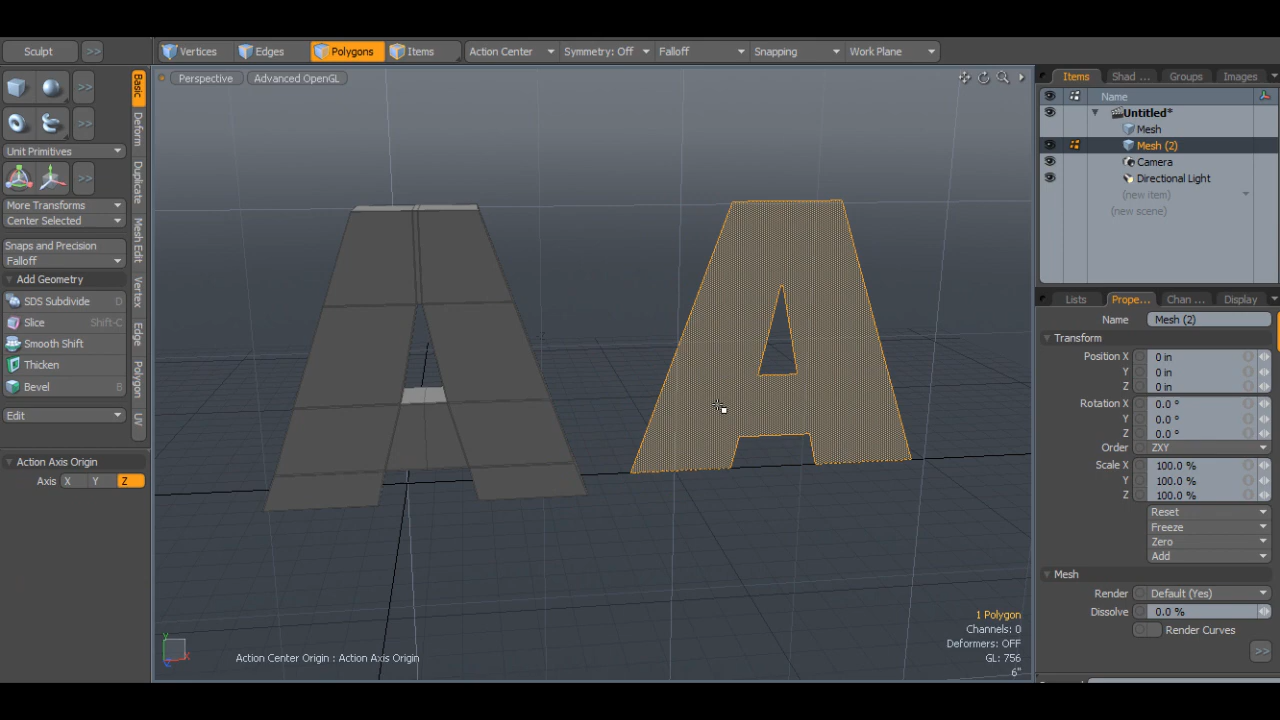 Sculpt >> Vertices Edges Polygons Items Action Center Symmetry: Off Falloff Snapping Work Plane
Perspective Advanced OpenGL
Items Shad ... Groups Images
>>
Name
Untitled*
>>
Mesh
Unit Primitives
Mesh (2)
Camera
>>
Directional Light
More Transforms
(new item)
Center Selected
(new scene)
Snaps and Precision
Falloff
Add Geometry
SDS Subdivide D
Slice Shift-C
Smooth Shift
Thicken
Bevel B
Edit
Action Axis Origin
Axis X Y Z
Basic
Deform
Duplicate
Mesh Edit
Vertex
Edge
Polygon
UV
A A
1 Polygon
Channels: 0
Deformers: OFF
GL: 756
6"
Action Center Origin : Action Axis Origin
Y
X
Z
Lists Prope... Chan ... Display
Name Mesh (2)
Transform
Position X 0 in
Y 0 in
Z 0 in
Rotation X 0.0 °
Y 0.0 °
Z 0.0 °
Order ZXY
Scale X 100.0 %
Y 100.0 %
Z 100.0 %
Reset
Freeze
Zero
Add
Mesh
Render Default (Yes)
Dissolve 0.0 %
Render Curves
>>